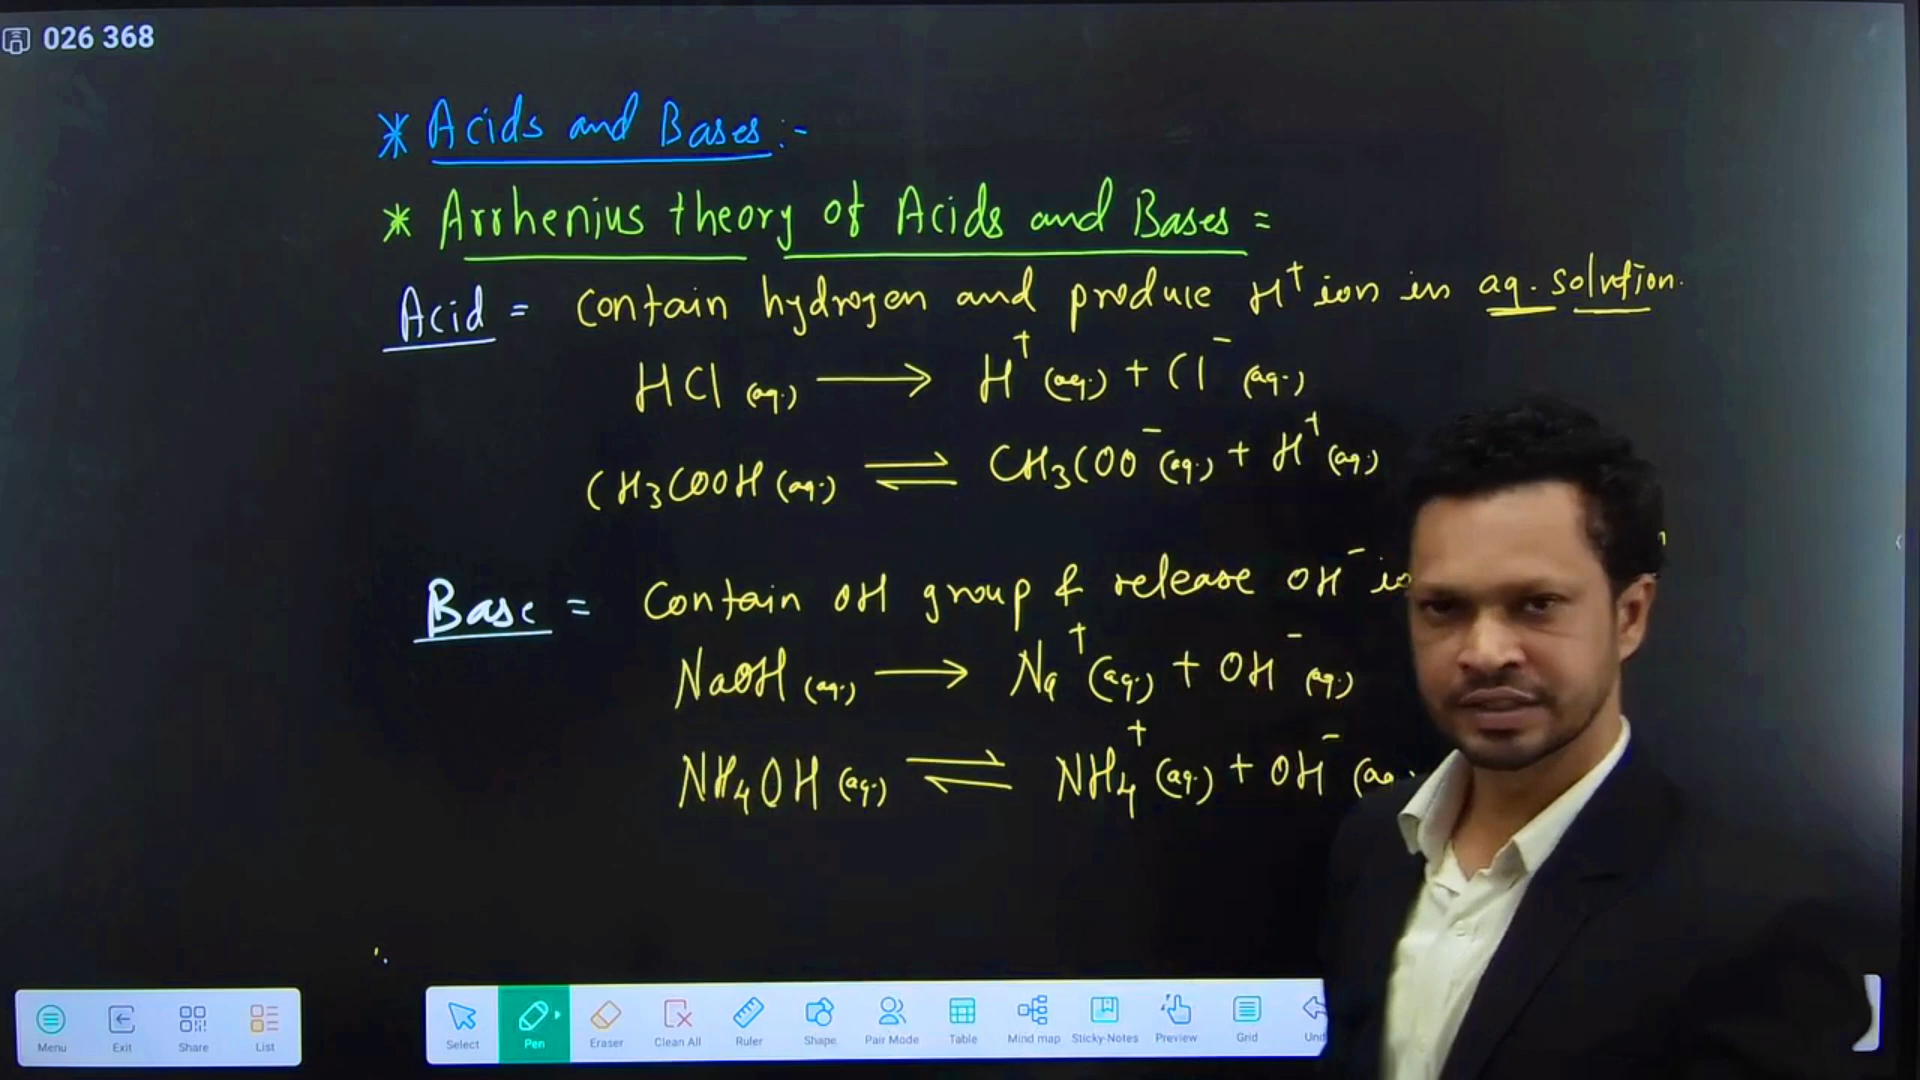 026 368
* Acids and Bases:-
* Arrhenius theory of Acids and Bases =
Acid = Contain hydrogen and produce H⁺ ion in aq. solution.
HCl (aq.) ⟶ H⁺ (aq.) + Cl⁻ (aq.)
CH₃COOH (aq.) ⇌ CH₃COO⁻ (aq.) + H⁺ (aq.)
Base = Contain OH group & release OH⁻ io
NaOH (aq.) ⟶ Na⁺ (aq.) + OH⁻ (aq.)
NH₄OH (aq.) ⇌ NH₄⁺ (aq.) + OH⁻ (aq.
Menu Exit Share List Select Pen Eraser Clean All Ruler Shape Pair Mode Table Mind map Sticky-Notes Preview Grid Und